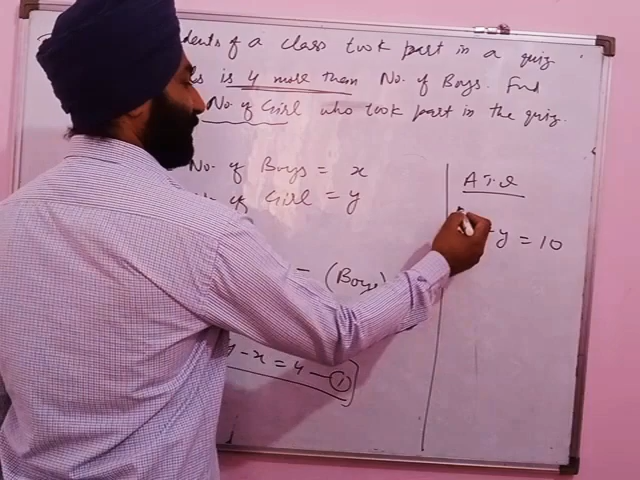 of a class took part in a quiz.
is 4 more than No. of Boys. Find
No of Girl who took part in the quiz.
No. of Boys = x
of Girl = y
A T Q
y = 10
- (Boys)
y - x = 4 - 1